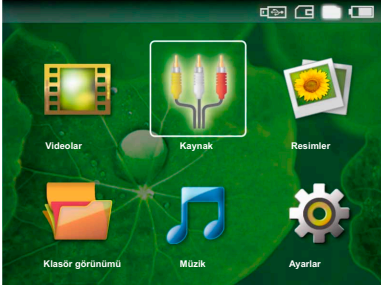 Videolar
Kaynak
Resimler
Klasör görünümü
Müzik
Ayarlar